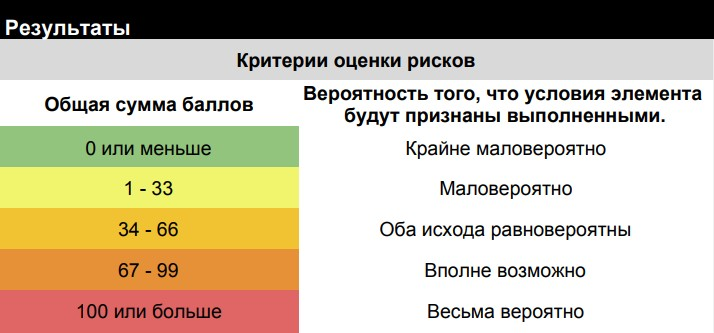 Результаты
Критерии оценки рисков
Общая сумма баллов
Вероятность того, что условия элемента
будут признаны выполненными.
0 или меньше
Крайне маловероятно
1 - 33
Маловероятно
34 - 66
Оба исхода равновероятны
67 - 99
Вполне возможно
100 или больше
Весьма вероятно